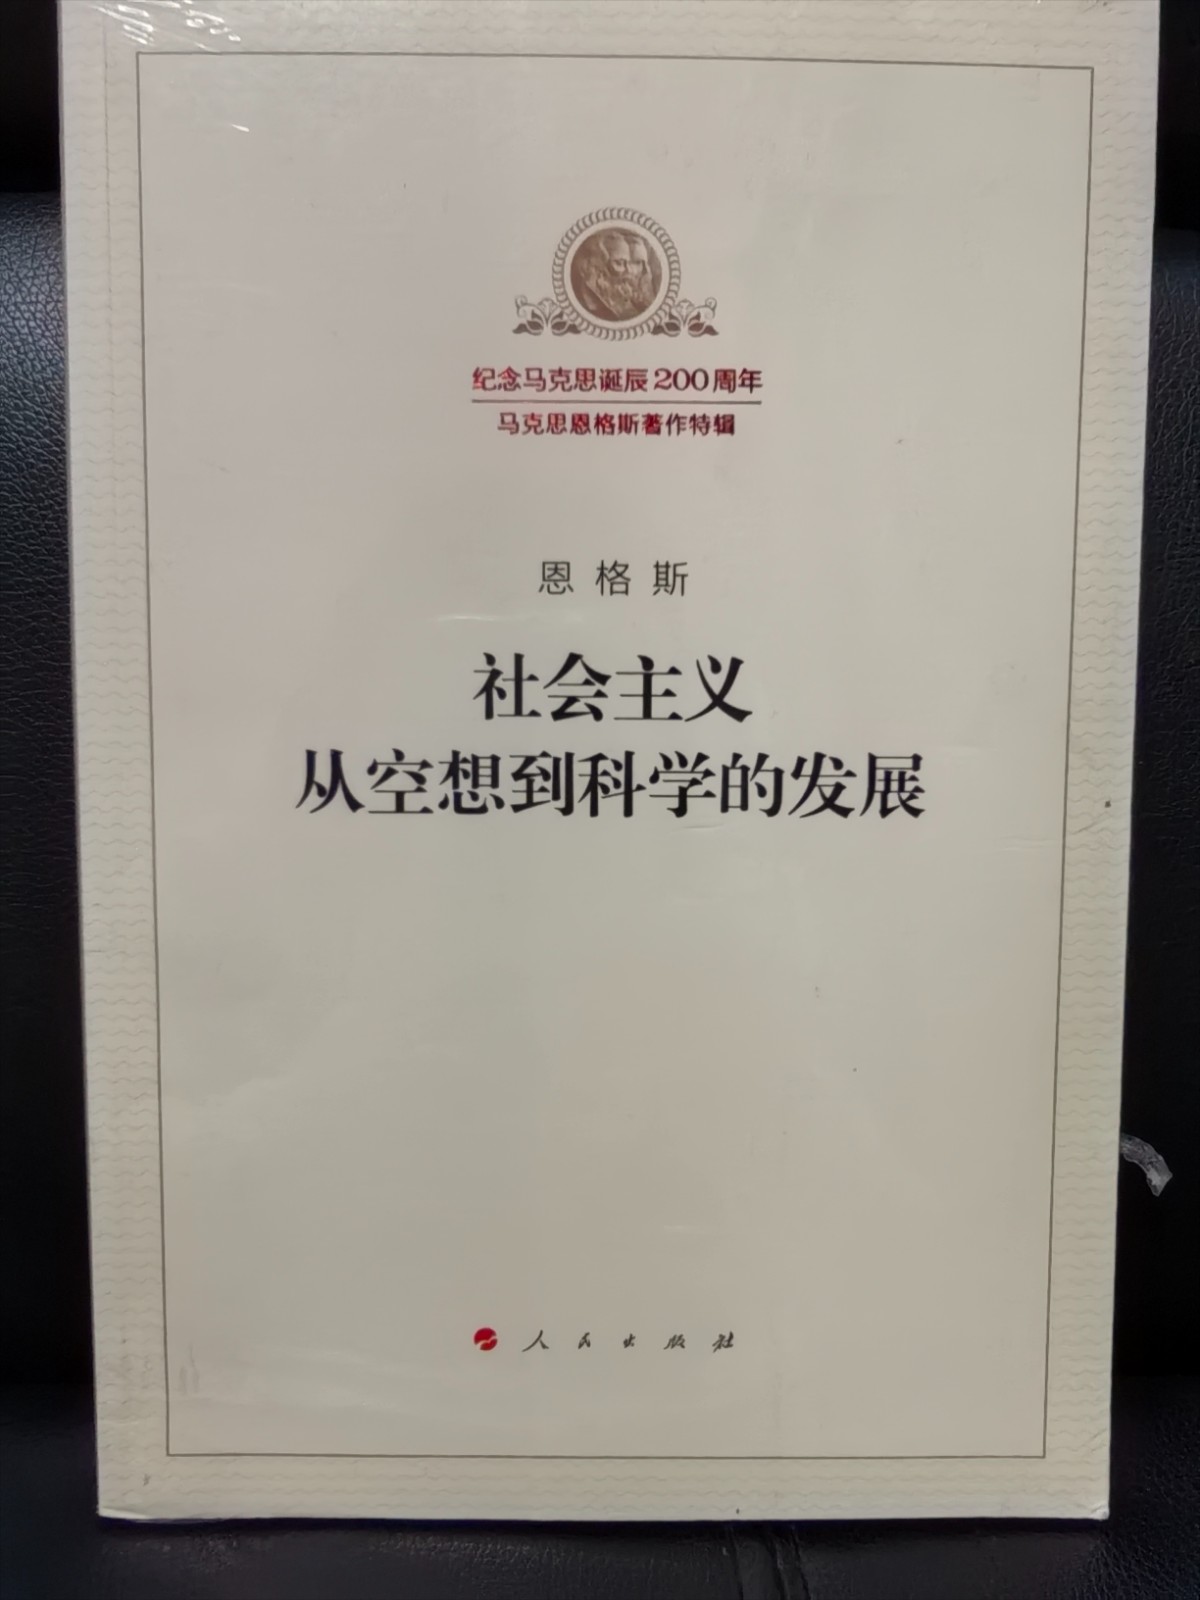 纪念马克思诞辰200周年
马克思恩格斯著作特辑
恩格斯
社会主义
从空想到科学的发展
人民出版社